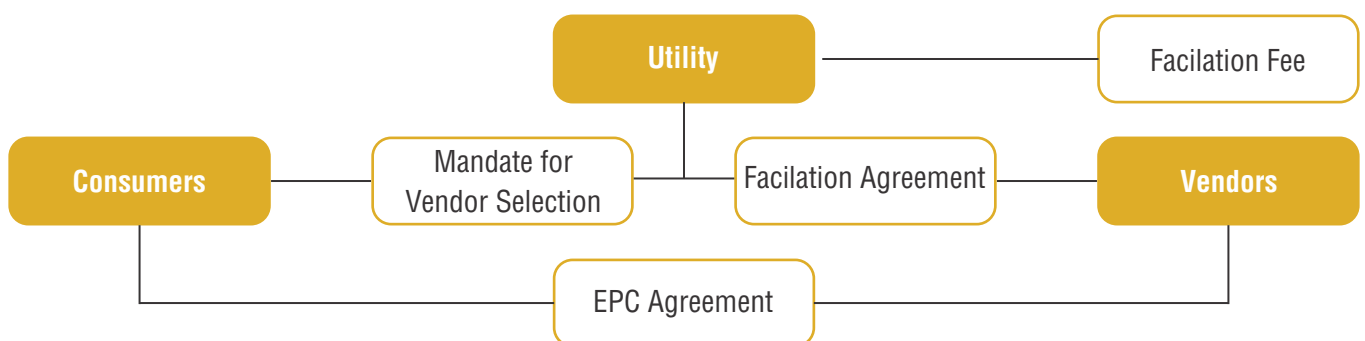 Utility
Facilation Fee
Consumers
Mandate for
Vendor Selection
Facilation Agreement
Vendors
EPC Agreement